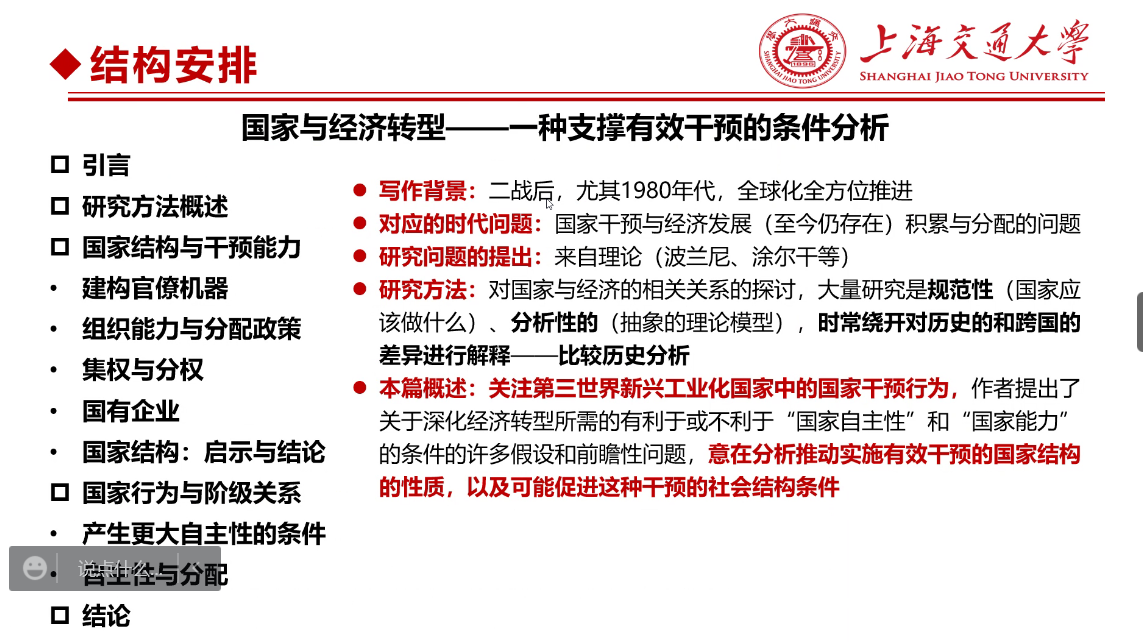 结构安排
上海交通大学
SHANGHAI JIAO TONG UNIVERSITY
国家与经济转型——一种支撑有效干预的条件分析
引言
研究方法概述
国家结构与干预能力
• 建构官僚机器
• 组织能力与分配政策
• 集权与分权
• 国有企业
• 国家结构：启示与结论
国家行为与阶级关系
• 产生更大自主性的条件
• 自主性与分配
说点什么...
结论
● 写作背景：二战后，尤其1980年代，全球化全方位推进
● 对应的时代问题：国家干预与经济发展（至今仍存在）积累与分配的问题
● 研究问题的提出：来自理论（波兰尼、涂尔干等）
● 研究方法：对国家与经济的相关关系的探讨，大量研究是规范性（国家应
该做什么）、分析性的（抽象的理论模型），时常绕开对历史的和跨国的
差异进行解释——比较历史分析
● 本篇概述：关注第三世界新兴工业化国家中的国家干预行为，作者提出了
关于深化经济转型所需的有利于或不利于“国家自主性”和“国家能力”
的条件的许多假设和前瞻性问题，意在分析推动实施有效干预的国家结构
的性质，以及可能促进这种干预的社会结构条件